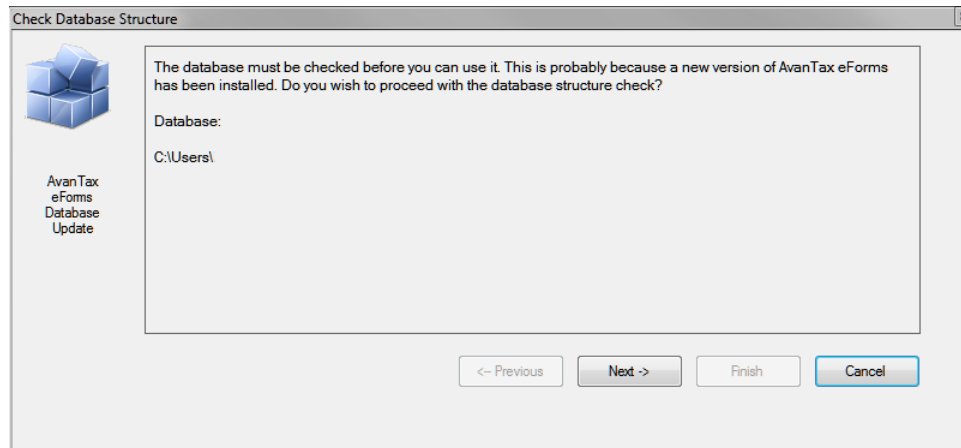 Check Database Structure
The database must be checked before you can use it. This is probably because a new version of AvanTax eForms
has been installed. Do you wish to proceed with the database structure check?
Database:
C:\Users\
AvanTax
eForms
Database
Update
<-- Previous
Next ->
Finish
Cancel